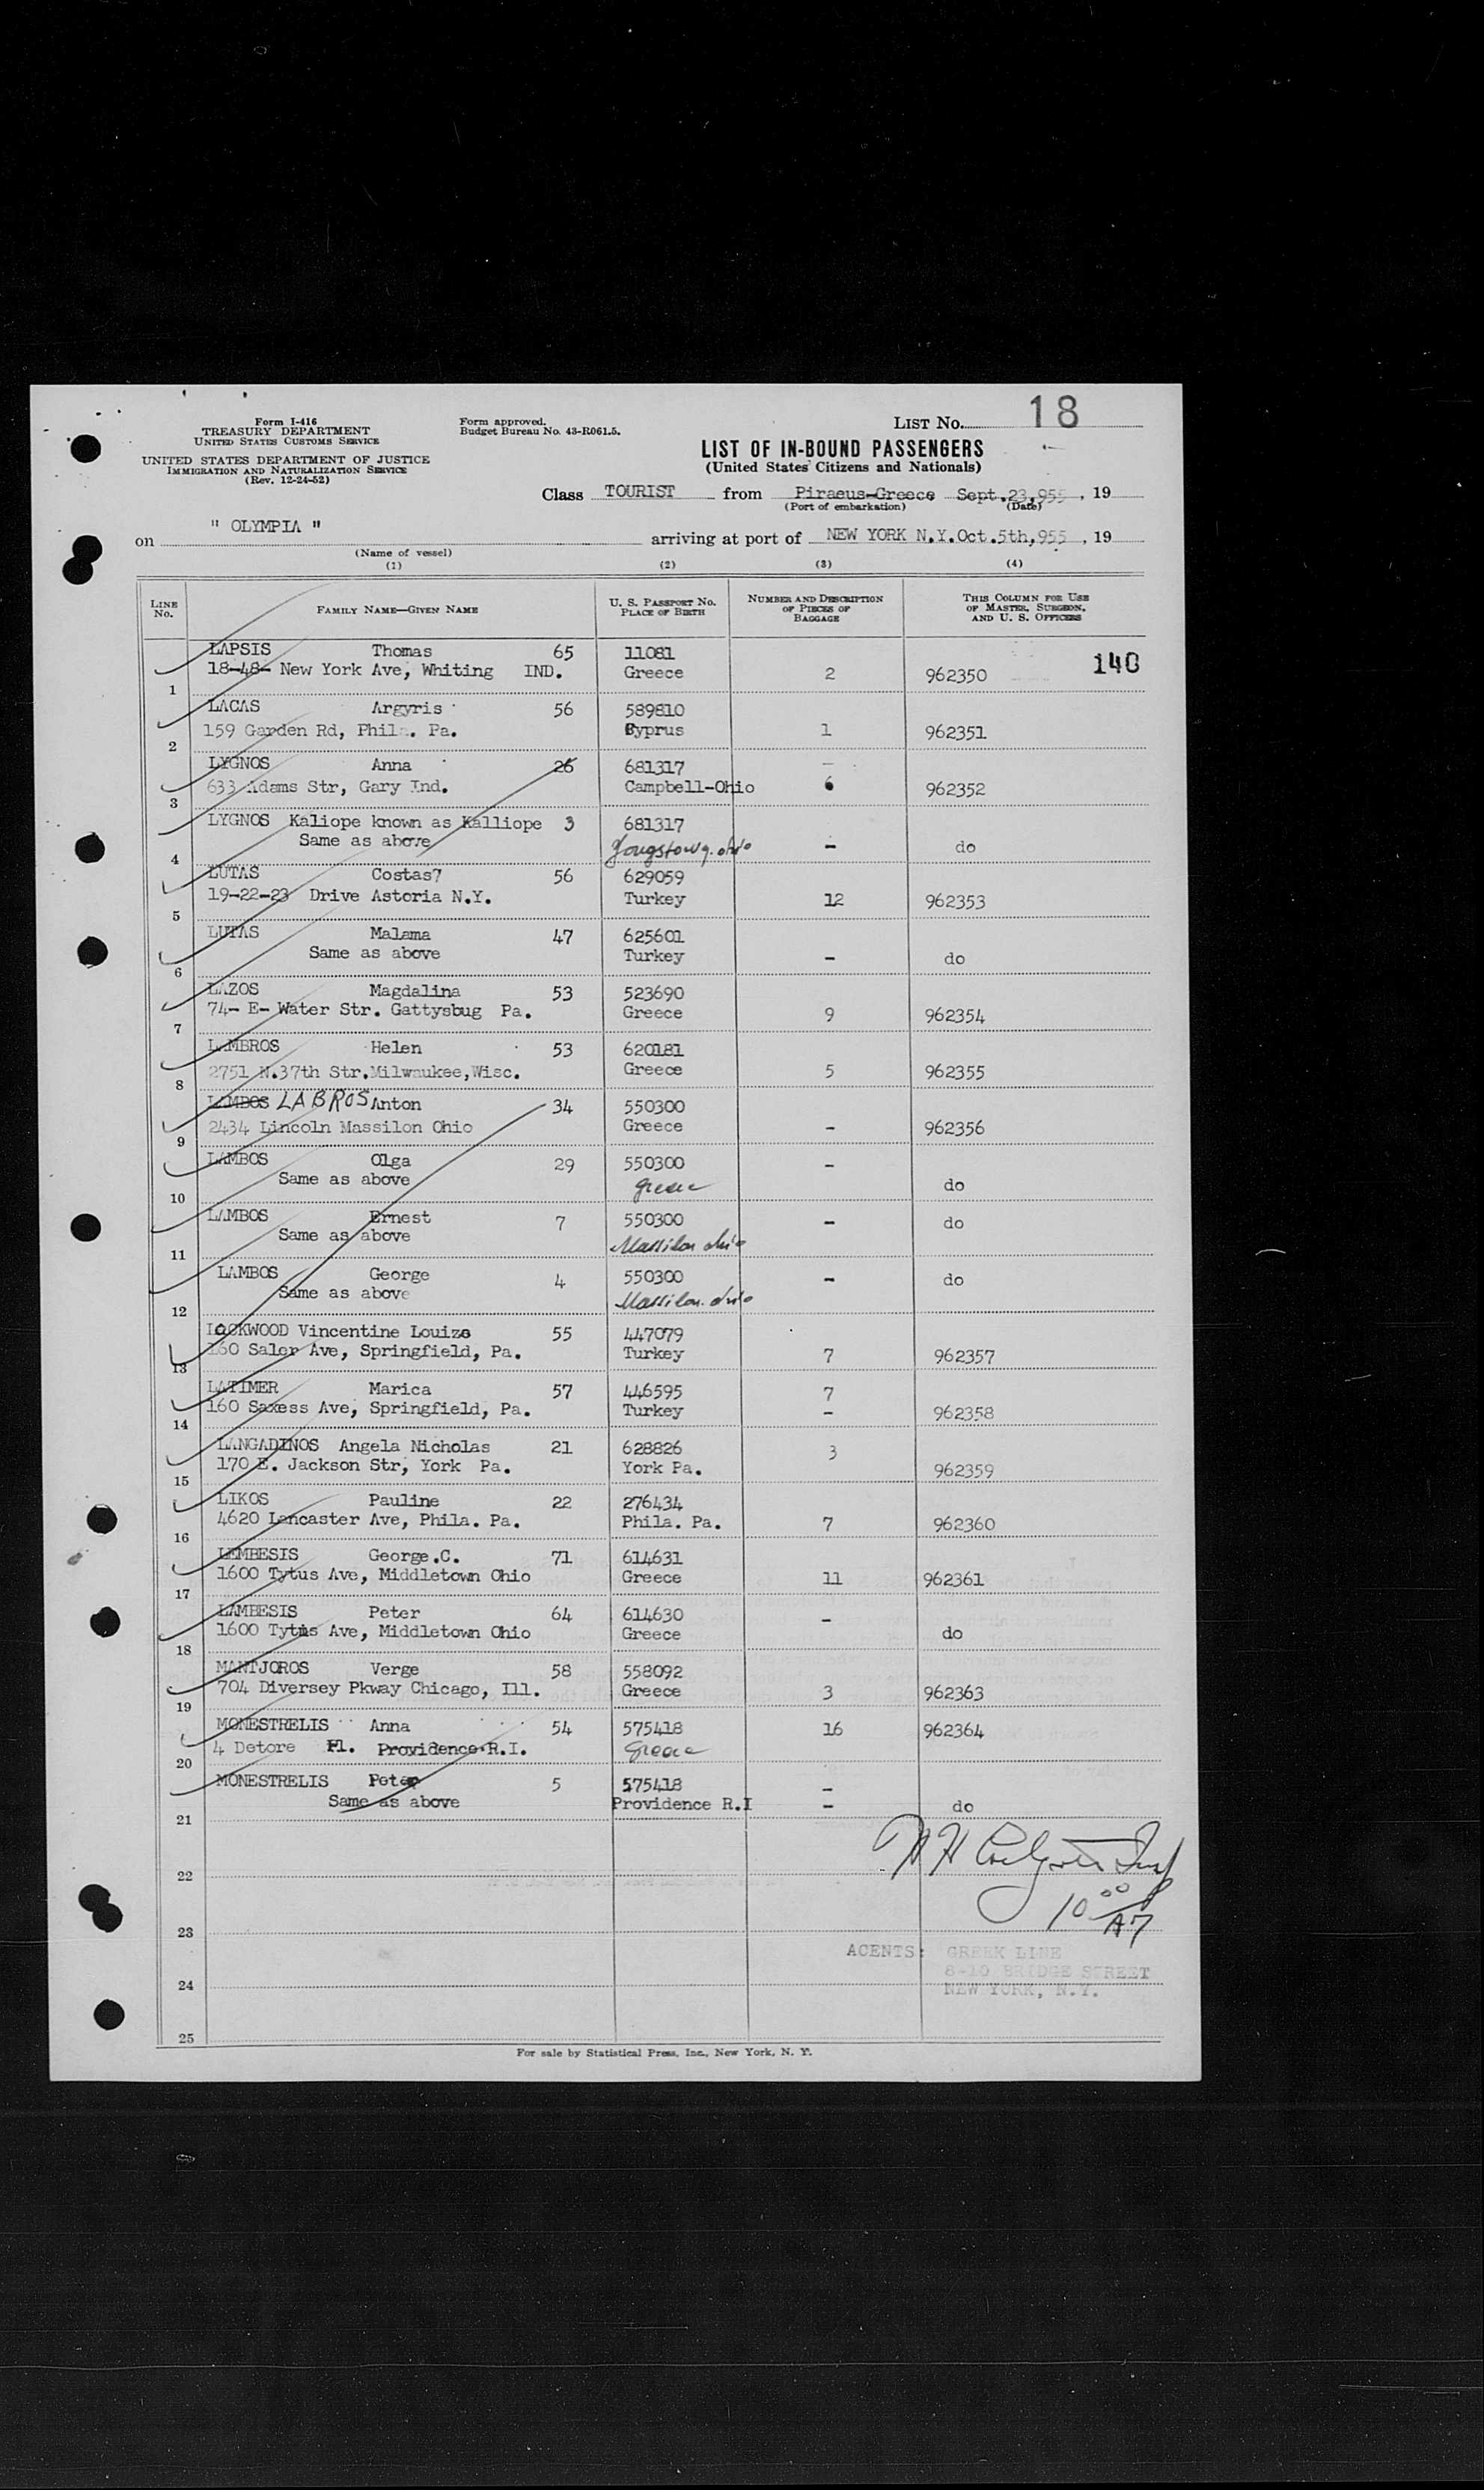 Form I-416
TREASURY DEPARTMENT
UNITED STATES CUSTOMS SERVICE
UNITED STATES DEPARTMENT OF JUSTICE
IMMIGRATION AND NATURALIZATION SERVICE
(Rev. 12-24-52)
Form approved.
Budget Bureau No. 43-R061.5.
LIST No. 18
LIST OF IN-BOUND PASSENGERS
(United States Citizens and Nationals)
Class TOURIST from Piraeus-Greece Sept.23,955, 19
(Port of embarkation) (Date)
on " OLYMPIA " arriving at port of NEW YORK N.Y.Oct.5th,955, 19
(Name of vessel)
(1) (2) (3) (4)
LINE No. FAMILY NAME—GIVEN NAME U. S. PASSPORT NO. PLACE OF BIRTH NUMBER AND DESCRIPTION OF PIECES OF BAGGAGE THIS COLUMN FOR USE OF MASTER, SURGEON, AND U. S. OFFICERS
LAPSIS Thomas 65 11081 140
1 18-48- New York Ave, Whiting IND. Greece 2 962350
LACAS Argyris 56 589810
2 159 Garden Rd, Phila. Pa. Cyprus 1 962351
LYGNOS Anna 26 681317 -
3 633 Adams Str, Gary Ind. Campbell-Ohio 6 962352
LYGNOS Kaliope known as Kalliope 3 681317
4 Same as above - do
LUTAS Costas7 56 629059
5 19-22-23 Drive Astoria N.Y. Turkey 12 962353
LUTAS Malama 47 625601
6 Same as above Turkey - do
LAZOS Magdalina 53 523690
7 74- E- Water Str. Gattysbug Pa. Greece 9 962354
LAMBROS Helen 53 620181
8 2751 N.37th Str.Milwaukee,Wisc. Greece 5 962355
LAMBOS LABROS Anton 34 550300
9 2434 Lincoln Massilon Ohio Greece - 962356
LAMBOS Olga 29 550300 -
10 Same as above Greece do
LAMBOS Ernest 7 550300 - do
11 Same as above Massilon Ohio
LAMBOS George 4 550300 - do
12 Same as above Massilon. Ohio
LOCKWOOD Vincentine Louize 55 447079
13 160 Saler Ave, Springfield, Pa. Turkey 7 962357
LATIMER Marica 57 446595 7
14 160 Saxess Ave, Springfield, Pa. Turkey - 962358
LANGADINOS Angela Nicholas 21 628826 3
15 170 E. Jackson Str, York Pa. York Pa. 962359
LIKOS Pauline 22 276434
16 4620 Lancaster Ave, Phila. Pa. Phila. Pa. 7 962360
LEMBESIS George.C. 71 614631
17 1600 Tytus Ave, Middletown Ohio Greece 11 962361
LAMBESIS Peter 64 614630 -
18 1600 Tytus Ave, Middletown Ohio Greece do
MANTJOROS Verge 58 558092
19 704 Diversey Pkway Chicago, Ill. Greece 3 962363
MONESTRELIS Anna 54 575418 16 962364
20 4 Detore Pl. Providence.R.I. Greece
MONESTRELIS Peter 5 575418 -
21 Same as above Providence R.I - do
22
10 00
23
AGENTS: GREEK LINE
8-10 BRIDGE STREET
24
NEW YORK, N.Y.
25
For sale by Statistical Press, Inc., New York, N. Y.